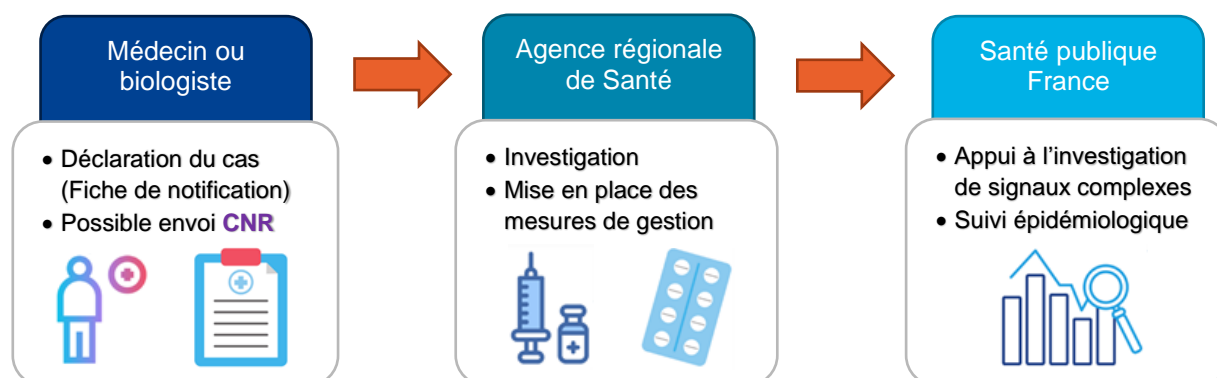 Médecin ou
biologiste
• Déclaration du cas
(Fiche de notification)
• Possible envoi CNR
Agence régionale
de Santé
• Investigation
• Mise en place des
mesures de gestion
Santé publique
France
• Appui à l’investigation
de signaux complexes
• Suivi épidémiologique